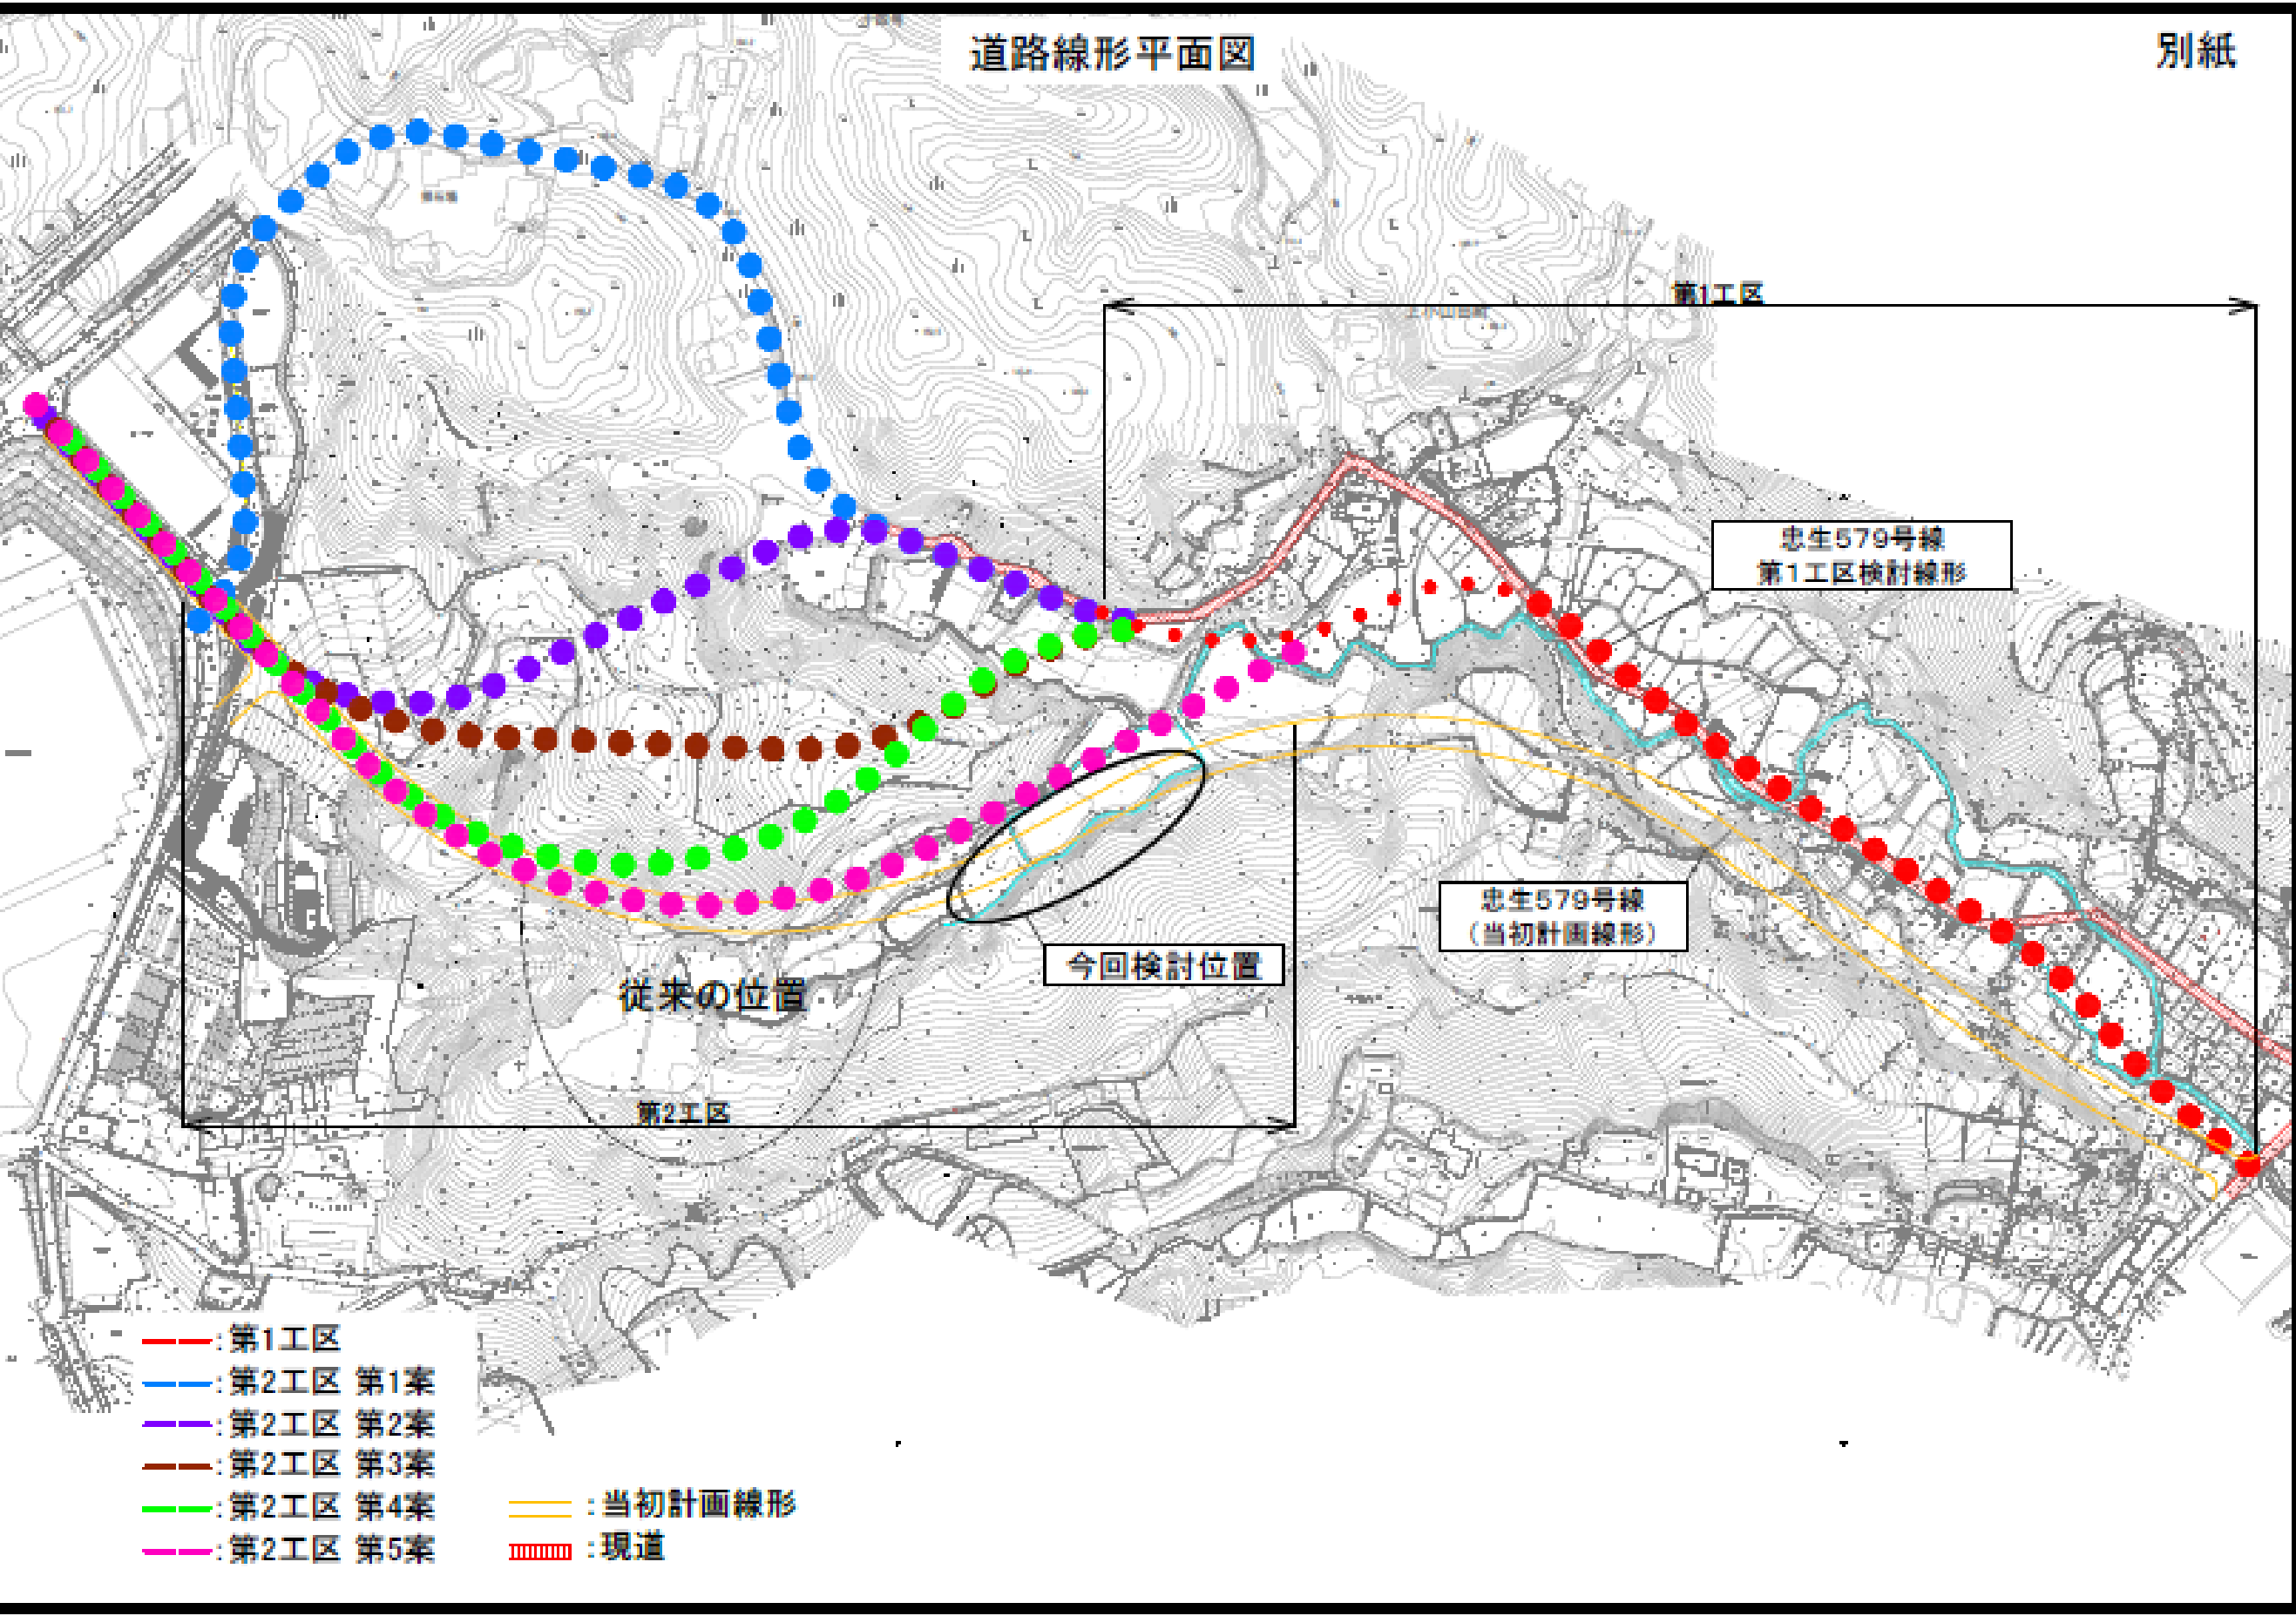 道路線形平面図
別紙
第1工区
忠生579号線
第1工区検討線形
忠生579号線
（当初計画線形）
今回検討位置
従来の位置
第2工区
:第1工区
:第2工区 第1案
:第2工区 第2案
:第2工区 第3案
:第2工区 第4案
:第2工区 第5案
:当初計画線形
:現道